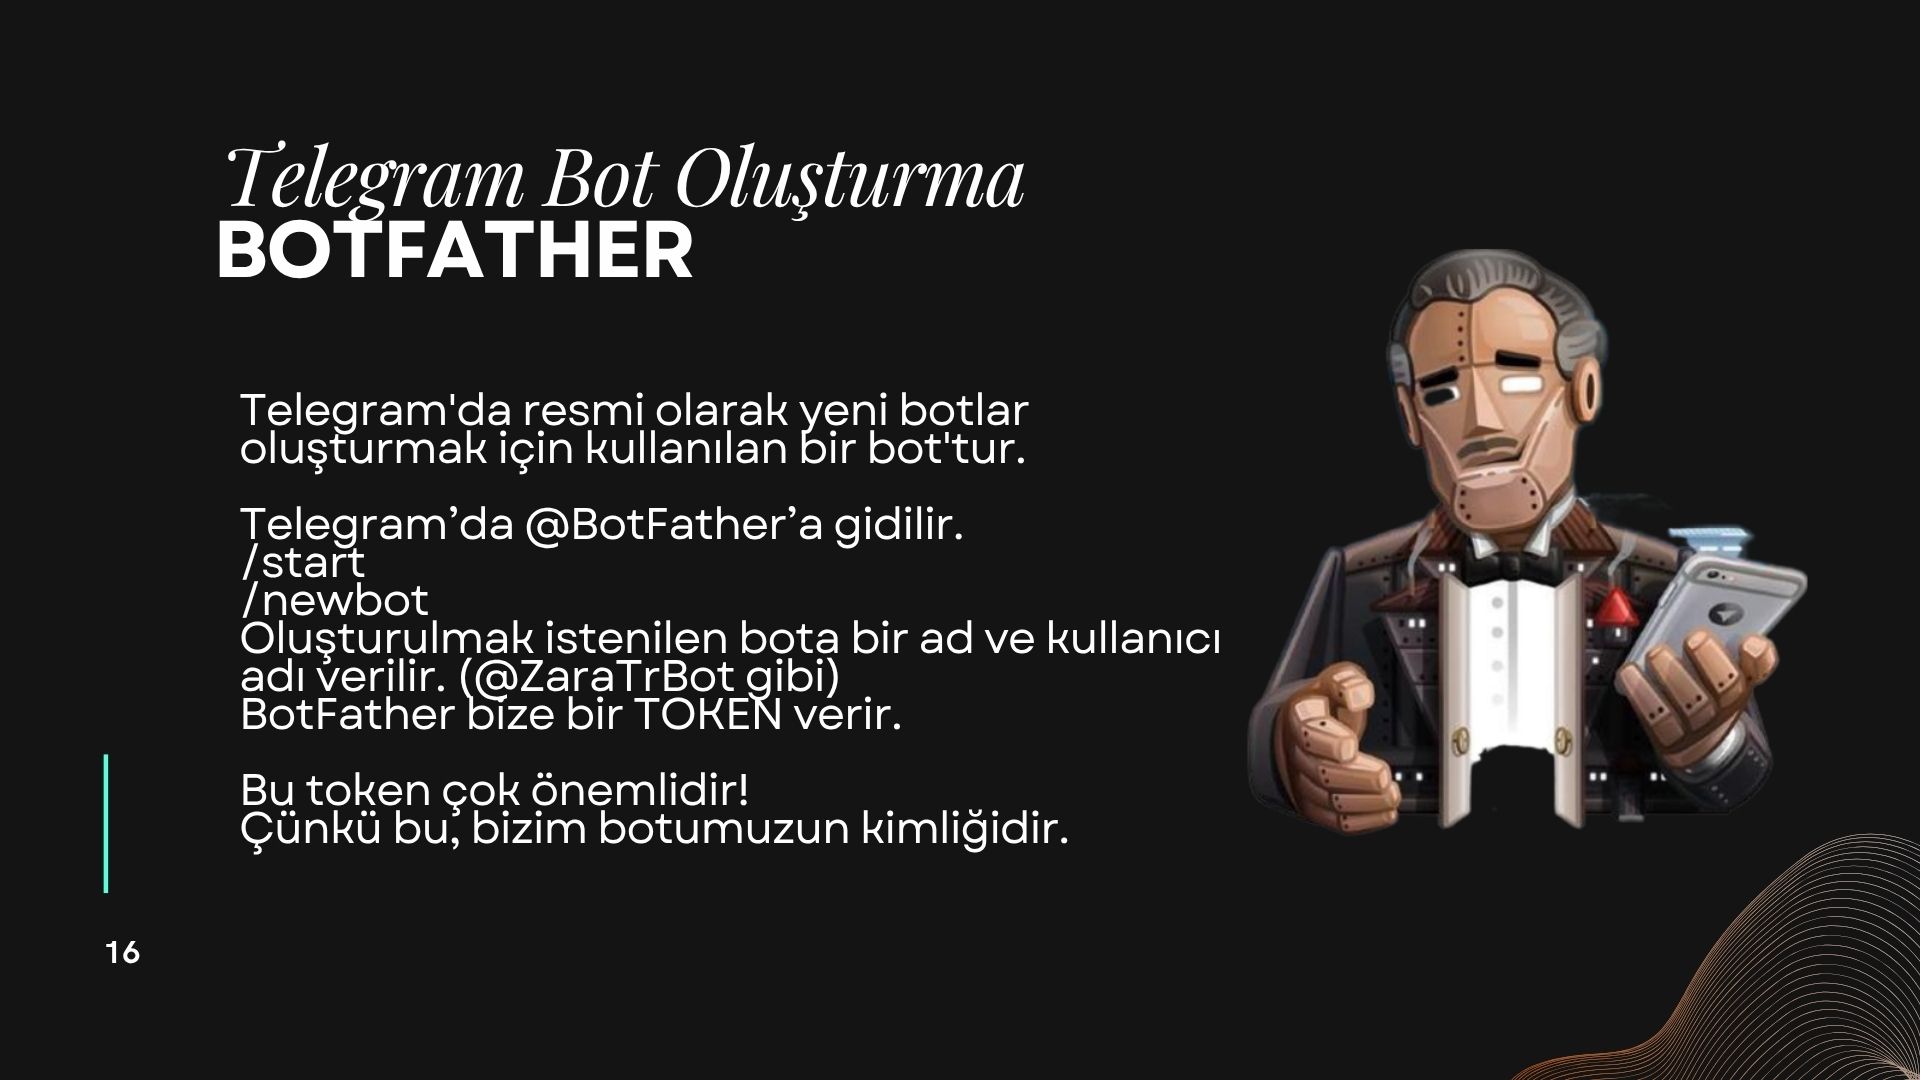 Telegram Bot Oluşturma
BOTFATHER
Telegram'da resmi olarak yeni botlar
oluşturmak için kullanılan bir bot'tur.
Telegram’da @BotFather’a gidilir.
/start
/newbot
Oluşturulmak istenilen bota bir ad ve kullanıcı
adı verilir. (@ZaraTrBot gibi)
BotFather bize bir TOKEN verir.
Bu token çok önemlidir!
Çünkü bu, bizim botumuzun kimliğidir.
16